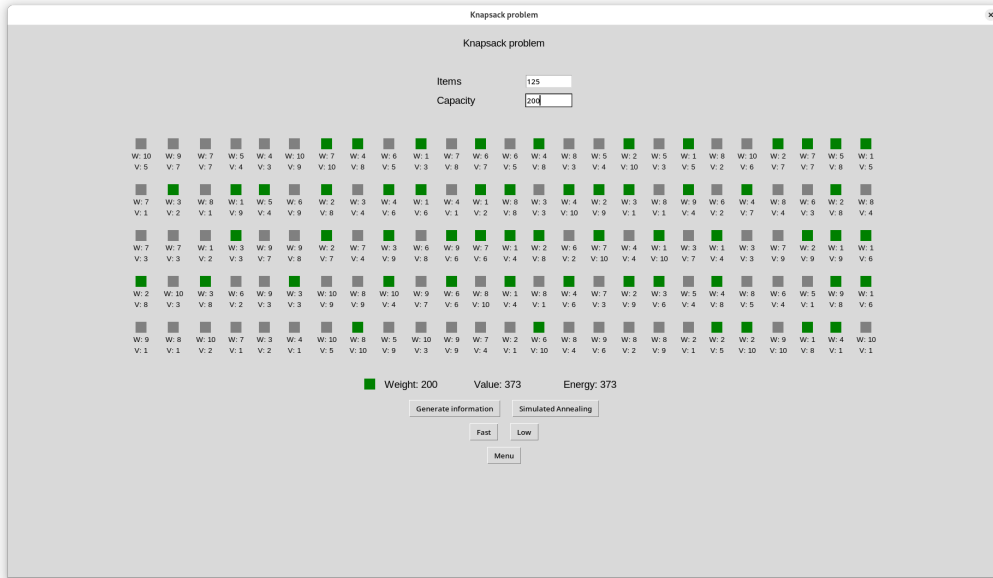 Knapsack problem
Knapsack problem
Items 125
Capacity 200
W: 10 W: 9 W: 7 W: 5 W: 4 W: 10 W: 7 W: 4 W: 6 W: 1 W: 7 W: 6 W: 6 W: 4 W: 8 W: 5 W: 2 W: 5 W: 1 W: 8 W: 10 W: 2 W: 7 W: 5 W: 1
V: 5 V: 7 V: 7 V: 4 V: 3 V: 9 V: 10 V: 8 V: 5 V: 3 V: 8 V: 7 V: 5 V: 8 V: 3 V: 4 V: 10 V: 3 V: 5 V: 2 V: 6 V: 7 V: 7 V: 8 V: 5
W: 7 W: 3 W: 8 W: 1 W: 5 W: 6 W: 2 W: 3 W: 4 W: 1 W: 4 W: 1 W: 8 W: 3 W: 4 W: 2 W: 3 W: 8 W: 9 W: 6 W: 4 W: 8 W: 6 W: 2 W: 8
V: 1 V: 2 V: 1 V: 9 V: 4 V: 9 V: 8 V: 4 V: 6 V: 6 V: 1 V: 2 V: 8 V: 3 V: 10 V: 9 V: 1 V: 1 V: 4 V: 2 V: 7 V: 4 V: 3 V: 8 V: 4
W: 7 W: 7 W: 1 W: 3 W: 9 W: 9 W: 2 W: 7 W: 3 W: 6 W: 9 W: 7 W: 1 W: 2 W: 6 W: 7 W: 4 W: 1 W: 3 W: 1 W: 3 W: 7 W: 2 W: 1 W: 1
V: 3 V: 3 V: 2 V: 3 V: 7 V: 8 V: 7 V: 4 V: 9 V: 8 V: 9 V: 6 V: 4 V: 8 V: 2 V: 10 V: 4 V: 10 V: 7 V: 4 V: 3 V: 9 V: 9 V: 9 V: 6
W: 2 W: 10 W: 3 W: 6 W: 9 W: 3 W: 10 W: 8 W: 10 W: 9 W: 6 W: 8 W: 1 W: 8 W: 4 W: 7 W: 2 W: 3 W: 5 W: 4 W: 8 W: 6 W: 5 W: 9 W: 1
V: 8 V: 3 V: 8 V: 2 V: 3 V: 3 V: 9 V: 9 V: 4 V: 7 V: 6 V: 10 V: 4 V: 1 V: 6 V: 3 V: 9 V: 6 V: 4 V: 8 V: 5 V: 4 V: 1 V: 8 V: 6
W: 9 W: 8 W: 10 W: 7 W: 3 W: 4 W: 10 W: 8 W: 5 W: 10 W: 9 W: 7 W: 2 W: 6 W: 4 W: 9 W: 8 W: 8 W: 2 W: 2 W: 2 W: 9 W: 1 W: 4 W: 10
V: 1 V: 1 V: 2 V: 1 V: 2 V: 1 V: 5 V: 10 V: 9 V: 3 V: 9 V: 4 V: 1 V: 10 V: 4 V: 6 V: 2 V: 9 V: 1 V: 5 V: 10 V: 10 V: 8 V: 1 V: 1
Weight: 200 Value: 373 Energy: 373
Generate information Simulated Annealing
Fast Low
Menu